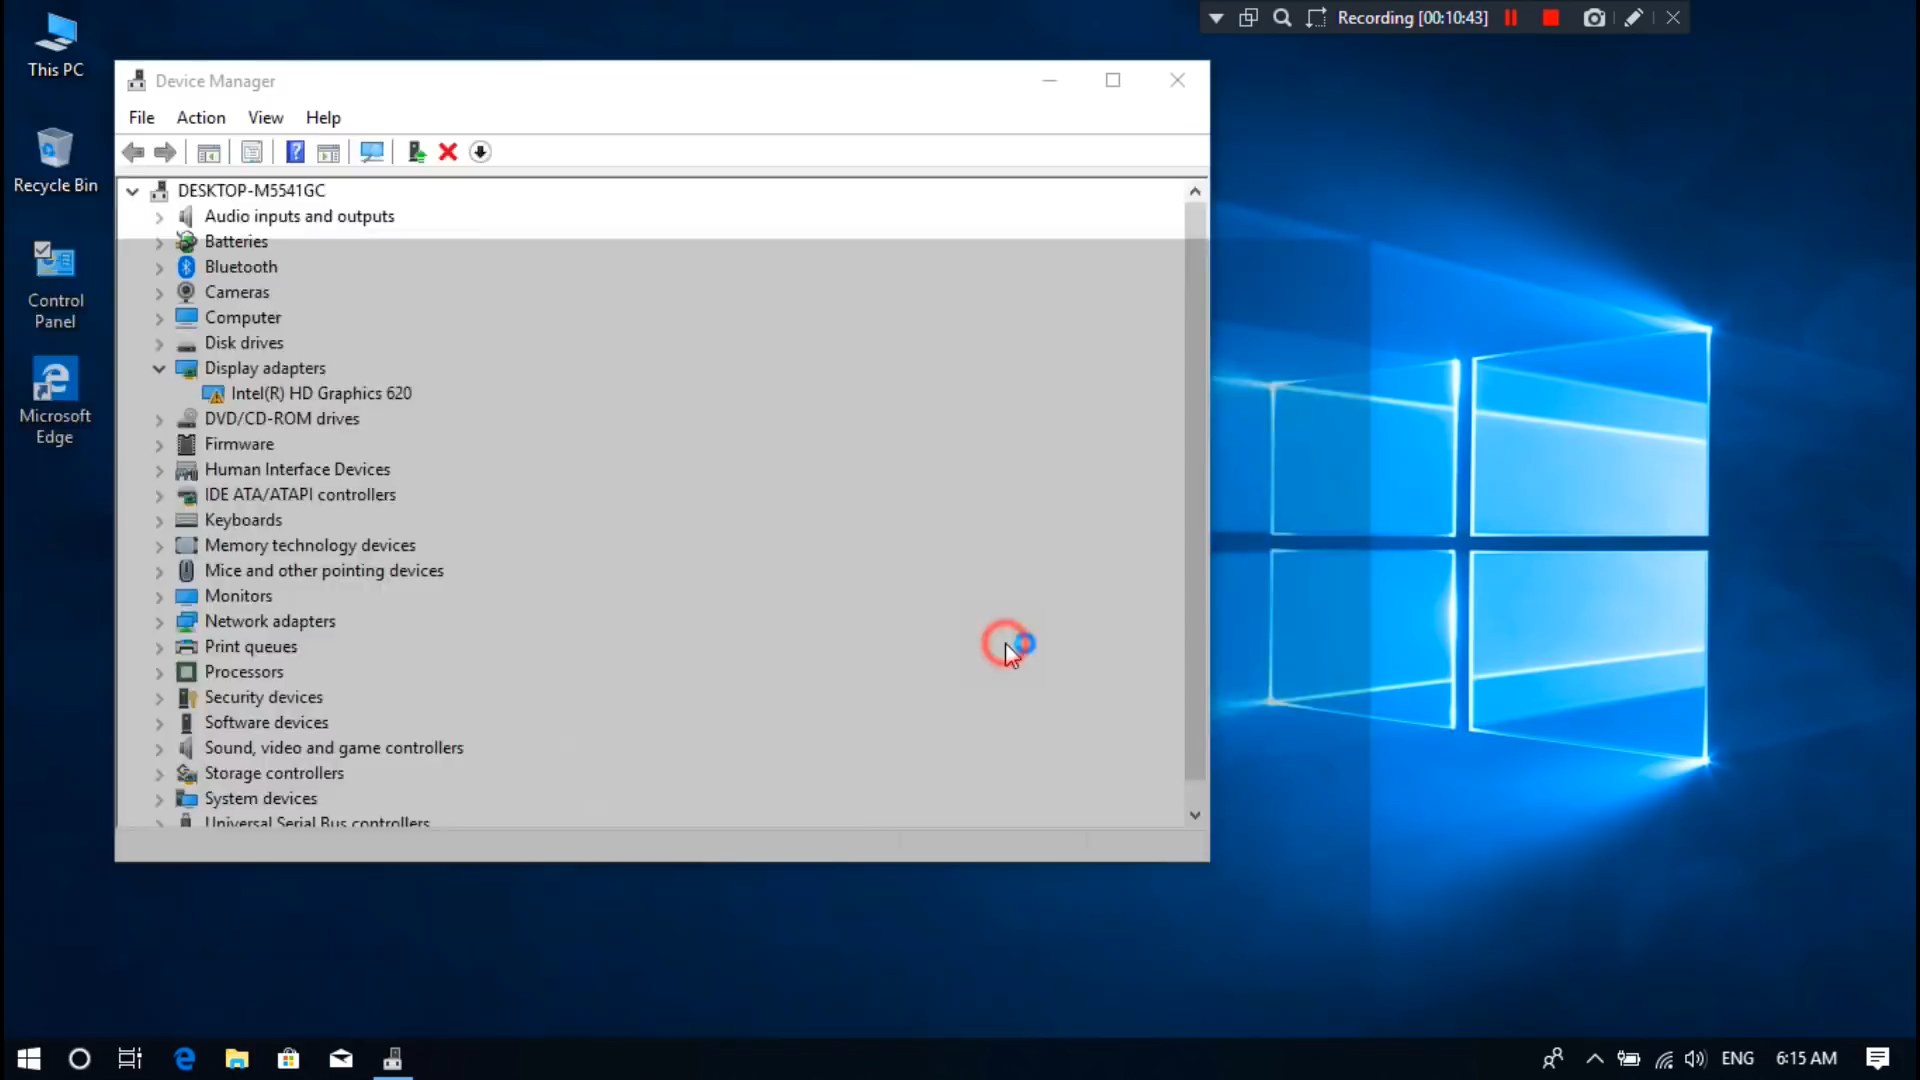 Recording [00:10:43]
This PC
Recycle Bin
Control
Panel
Microsoft
Edge
Device Manager
File Action View Help
DESKTOP-M5541GC
Audio inputs and outputs
Batteries
Bluetooth
Cameras
Computer
Disk drives
Display adapters
Intel(R) HD Graphics 620
DVD/CD-ROM drives
Firmware
Human Interface Devices
IDE ATA/ATAPI controllers
Keyboards
Memory technology devices
Mice and other pointing devices
Monitors
Network adapters
Print queues
Processors
Security devices
Software devices
Sound, video and game controllers
Storage controllers
System devices
Universal Serial Bus controllers
ENG 6:15 AM